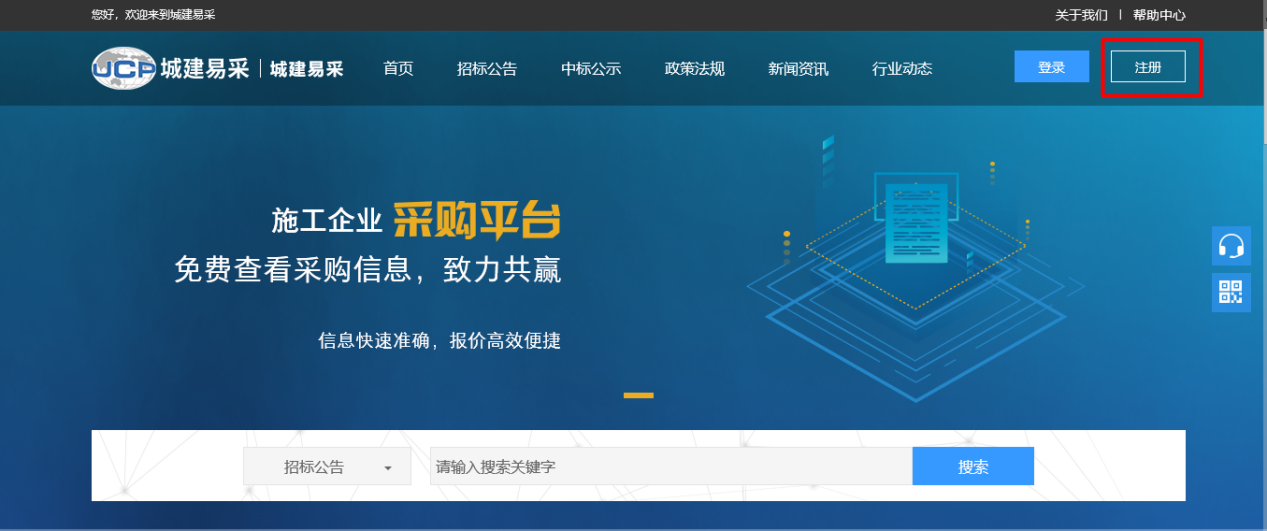 您好，欢迎来到城建易采
关于我们 | 帮助中心
UCP 城建易采 | 城建易采 首页 招标公告 中标公示 政策法规 新闻资讯 行业动态 登录 注册
施工企业 采购平台
免费查看采购信息，致力共赢
信息快速准确，报价高效便捷
招标公告 请输入搜索关键字 搜索